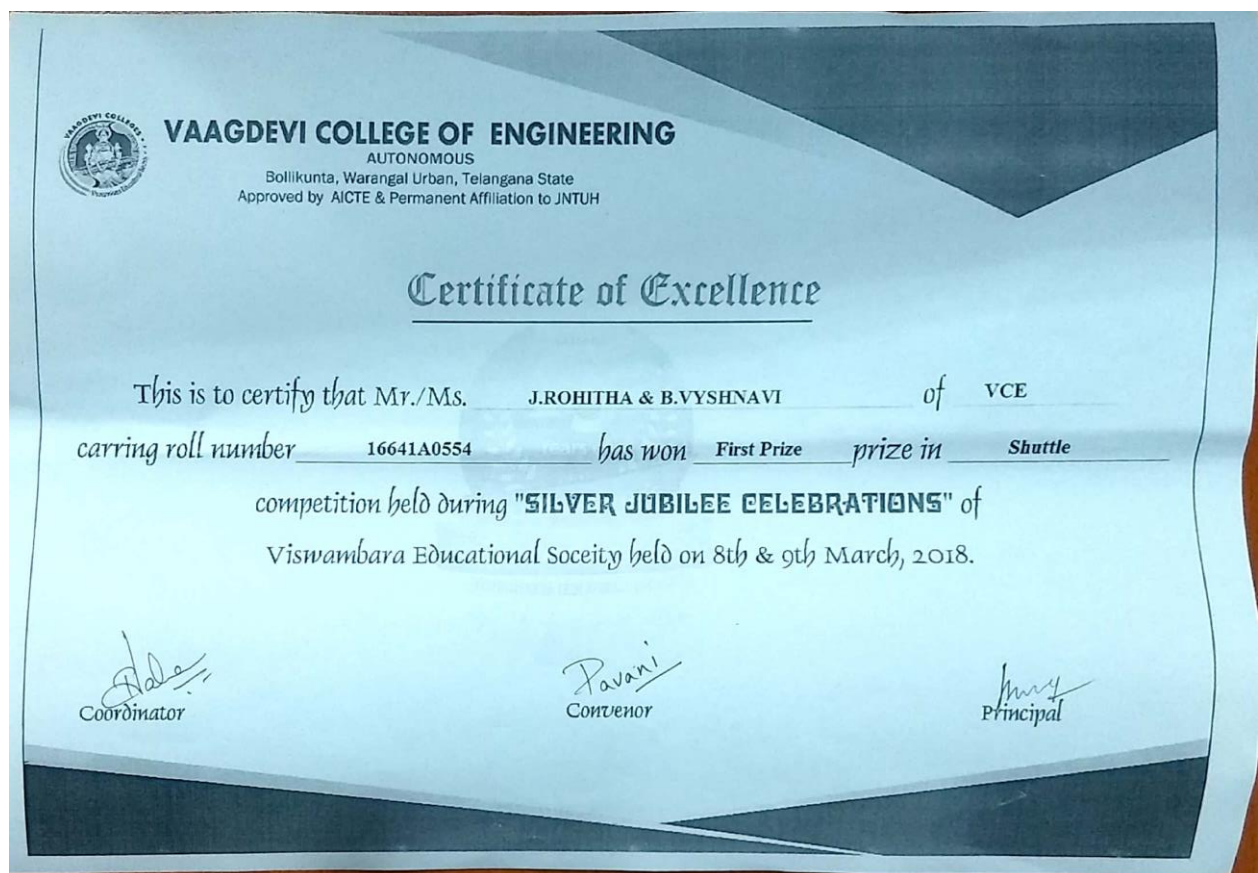 VAAGDEVI COLLEGES
VAAGDEVI COLLEGE OF ENGINEERING
AUTONOMOUS
Bollikunta, Warangal Urban, Telangana State
Approved by AICTE & Permanent Affiliation to JNTUH
Certificate of Excellence
This is to certify that Mr./Ms. J.ROHITHA & B.VYSHNAVI of VCE
carring roll number 16641A0554 has won First Prize prize in Shuttle
competition held during "SILVER JUBILEE CELEBRATIONS" of
Viswambara Educational Soceity held on 8th & 9th March, 2018.
Pavani
Coordinator Convenor Principal